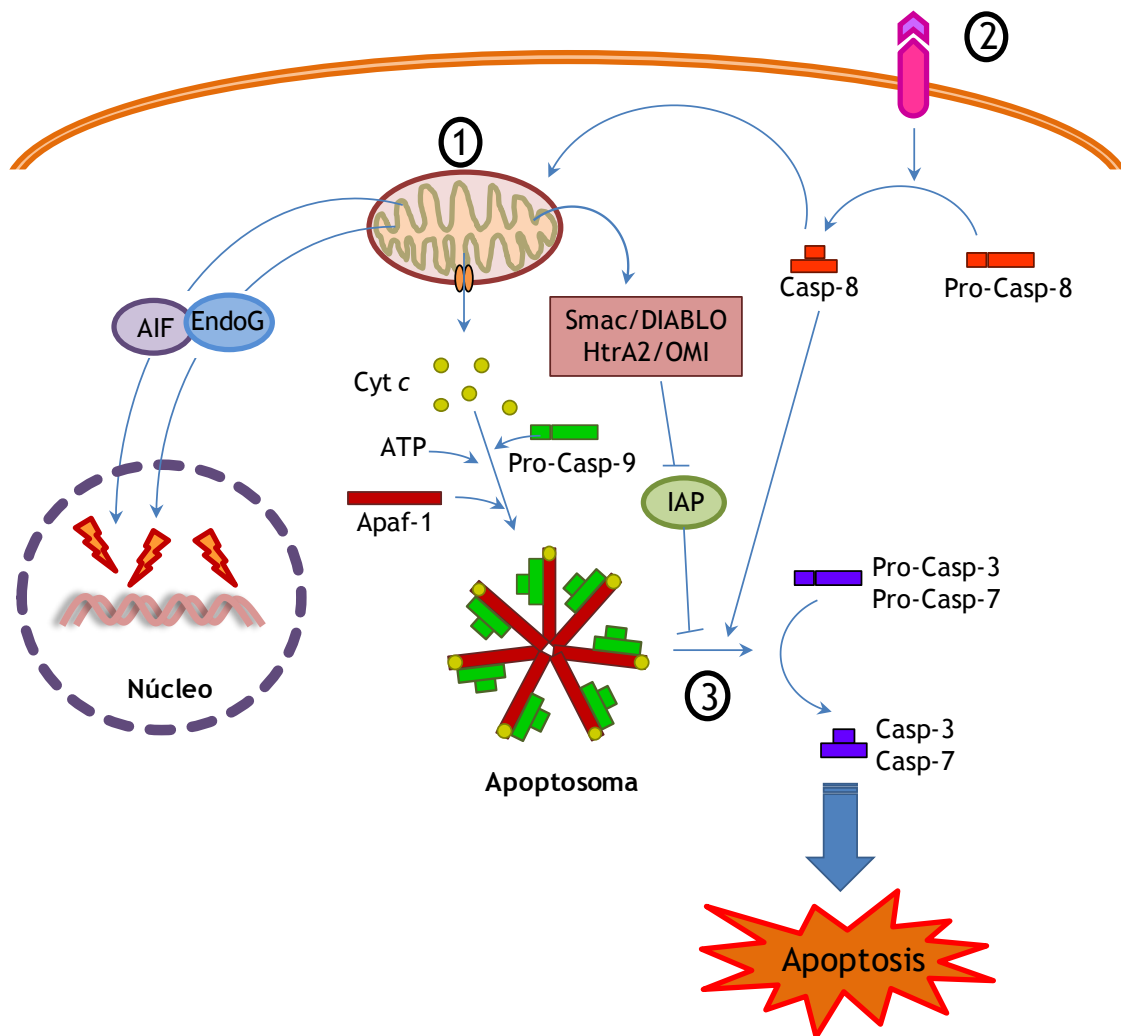 2
1
Casp-8
Pro-Casp-8
Smac/DIABLO
HtrA2/OMI
AIF
EndoG
Cyt c
ATP
Pro-Casp-9
Apaf-1
IAP
Pro-Casp-3
Pro-Casp-7
Núcleo
3
Casp-3
Casp-7
Apoptosoma
Apoptosis